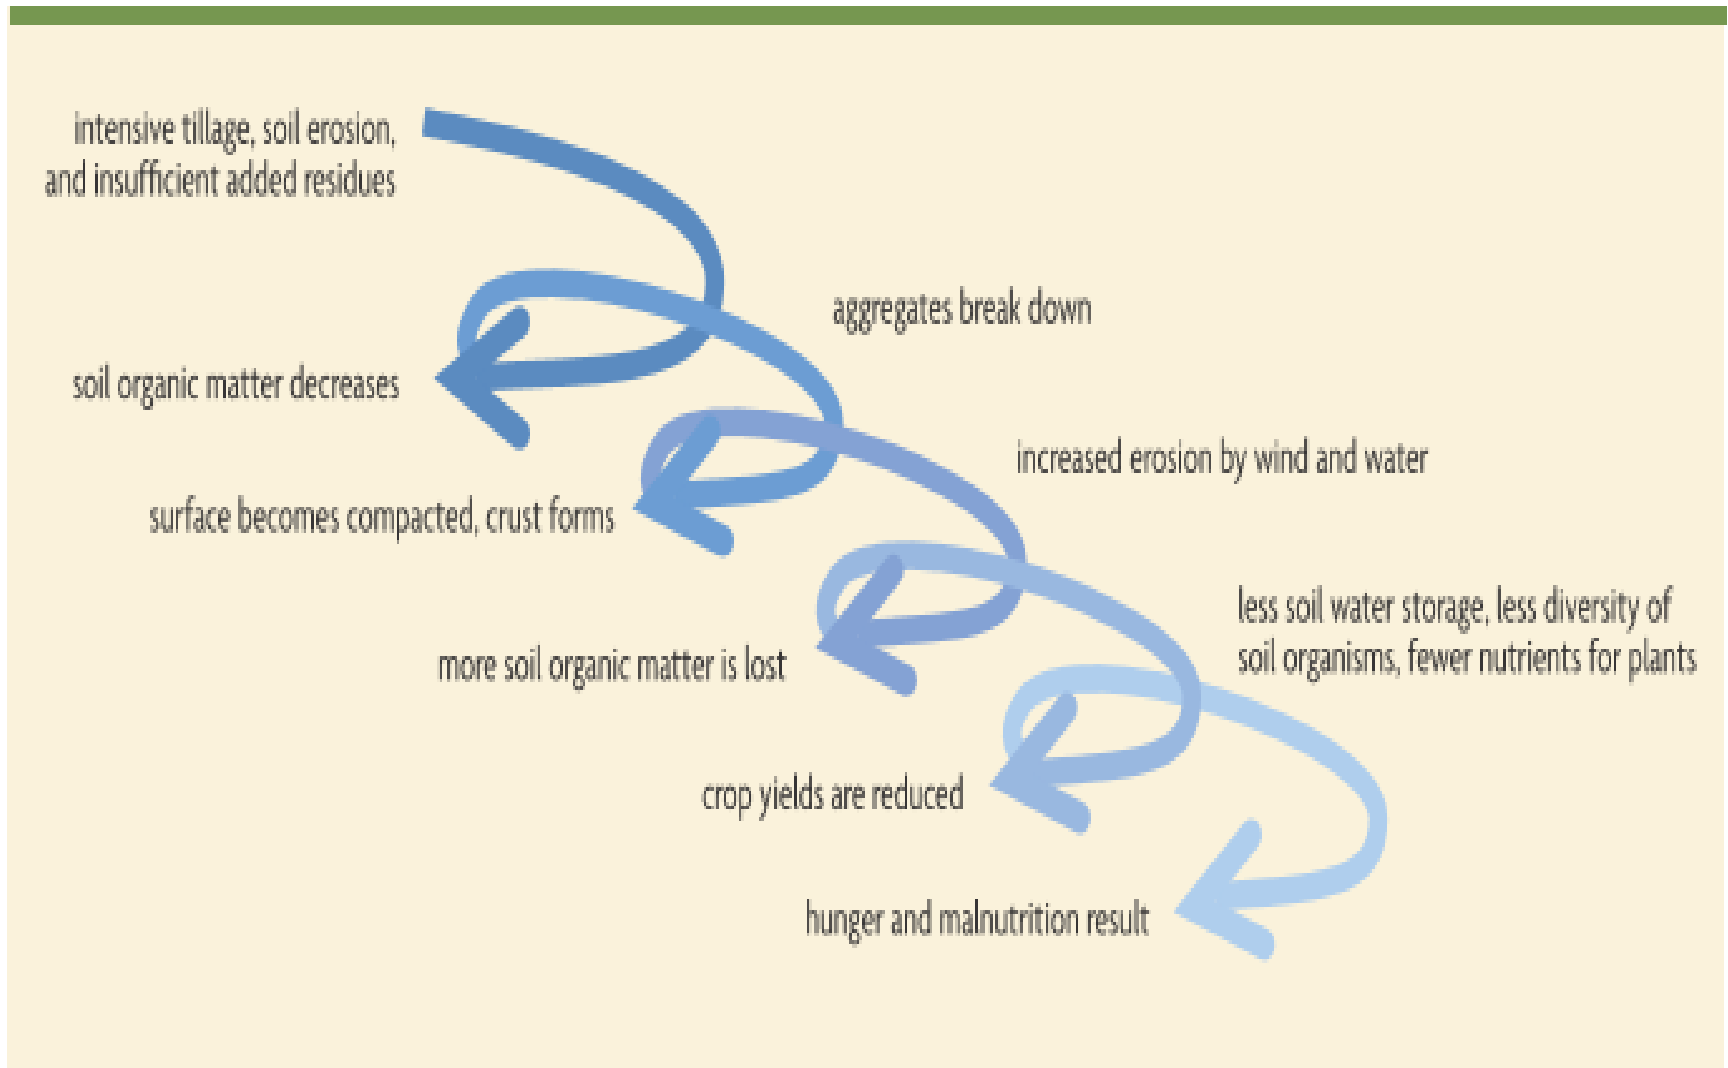 intensive tillage, soil erosion,
and insufficient added residues
aggregates break down
soil organic matter decreases
increased erosion by wind and water
surface becomes compacted, crust forms
less soil water storage, less diversity of
soil organisms, fewer nutrients for plants
more soil organic matter is lost
crop yields are reduced
hunger and malnutrition result